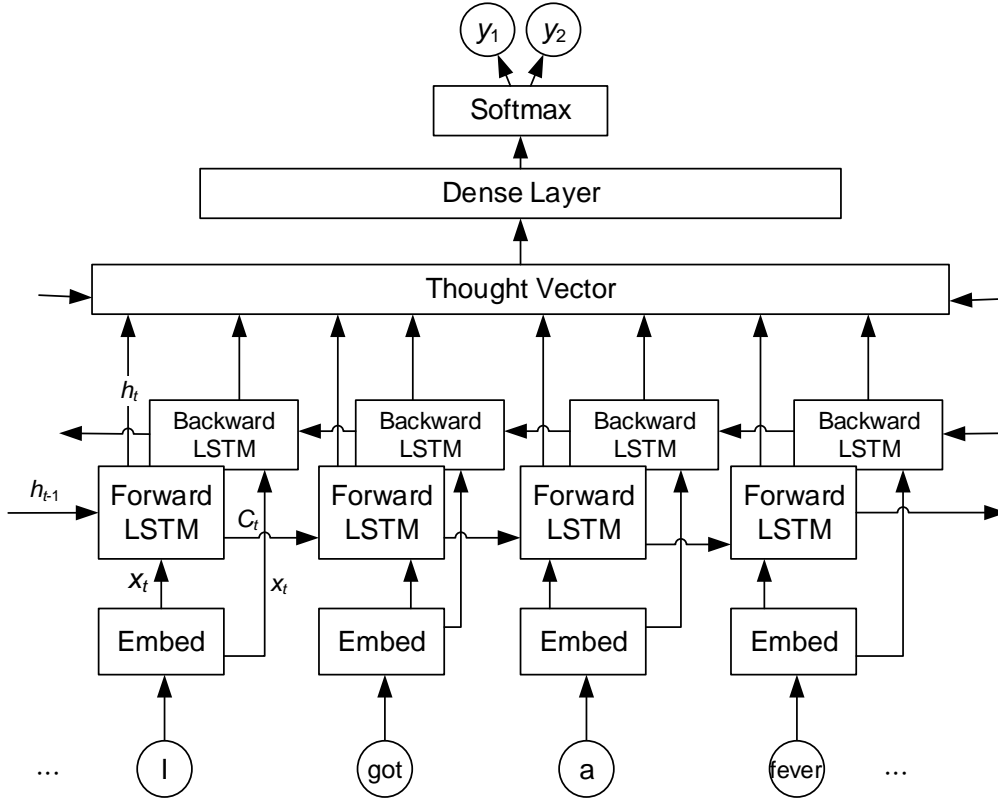 y1 y2
Softmax
Dense Layer
Thought Vector
ht
Backward LSTM
Backward LSTM
Backward LSTM
Backward LSTM
ht-1
Forward LSTM
Ct
Forward LSTM
Forward LSTM
Forward LSTM
xt
xt
Embed
Embed
Embed
Embed
...
I
got
a
fever
...